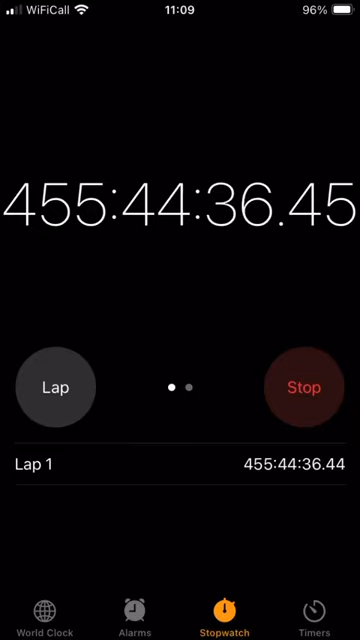 WiFiCall 11:09 96%
455:44:36.45
Lap Stop
Lap 1 455:44:36.44
World Clock Alarms Stopwatch Timers